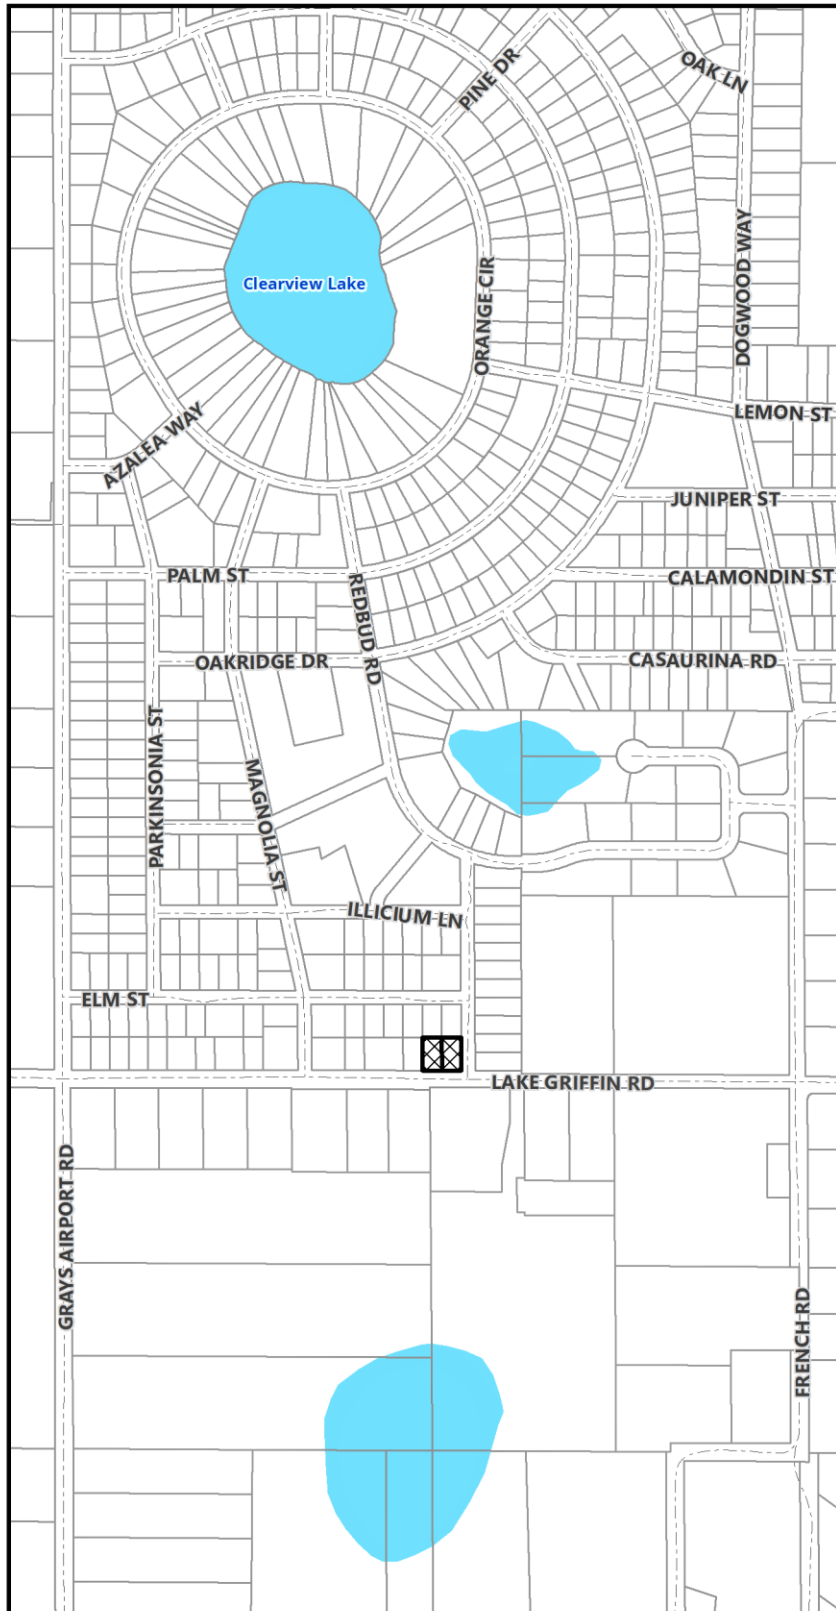 OAK LN
PINE DR
DOGWOOD WAY
Clearview Lake
ORANGE CIR
LEMON ST
AZALEA WAY
JUNIPER ST
PALM ST
CALAMONDIN ST
REDBUD RD
OAKRIDGE DR
CASAURINA RD
PARKINSONIA ST
MAGNOLIA ST
ILLICIUM LN
ELM ST
LAKE GRIFFIN RD
GRAYS AIRPORT RD
FRENCH RD